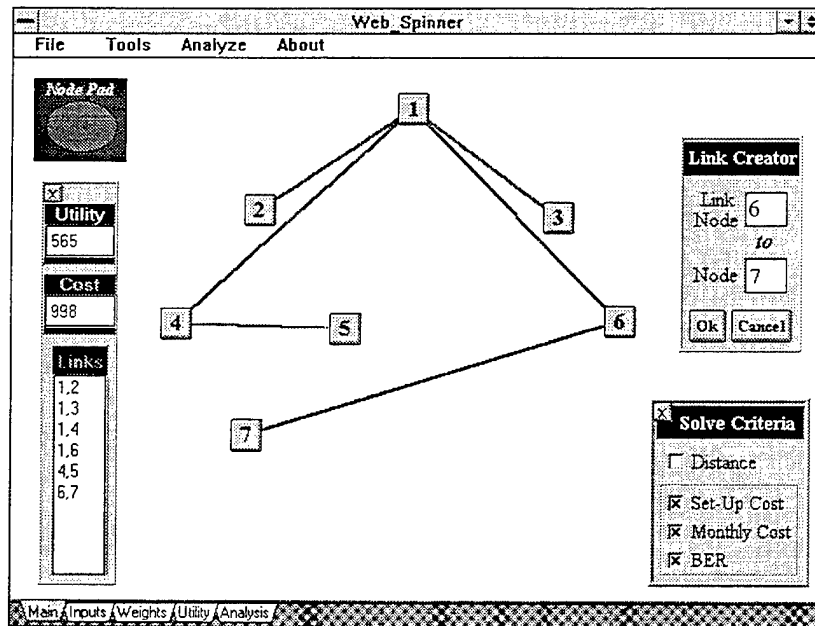 Web_Spinner
File Tools Analyze About
Node Pad
1
2
3
4
5
6
7
x
Utility
565
Cost
998
Links
1,2
1,3
1,4
1,6
4,5
6,7
Link Creator
Link
Node 6
to
Node 7
Ok Cancel
x
Solve Criteria
Distance
Set-Up Cost
Monthly Cost
BER
Main Inputs Weights Utility Analysis